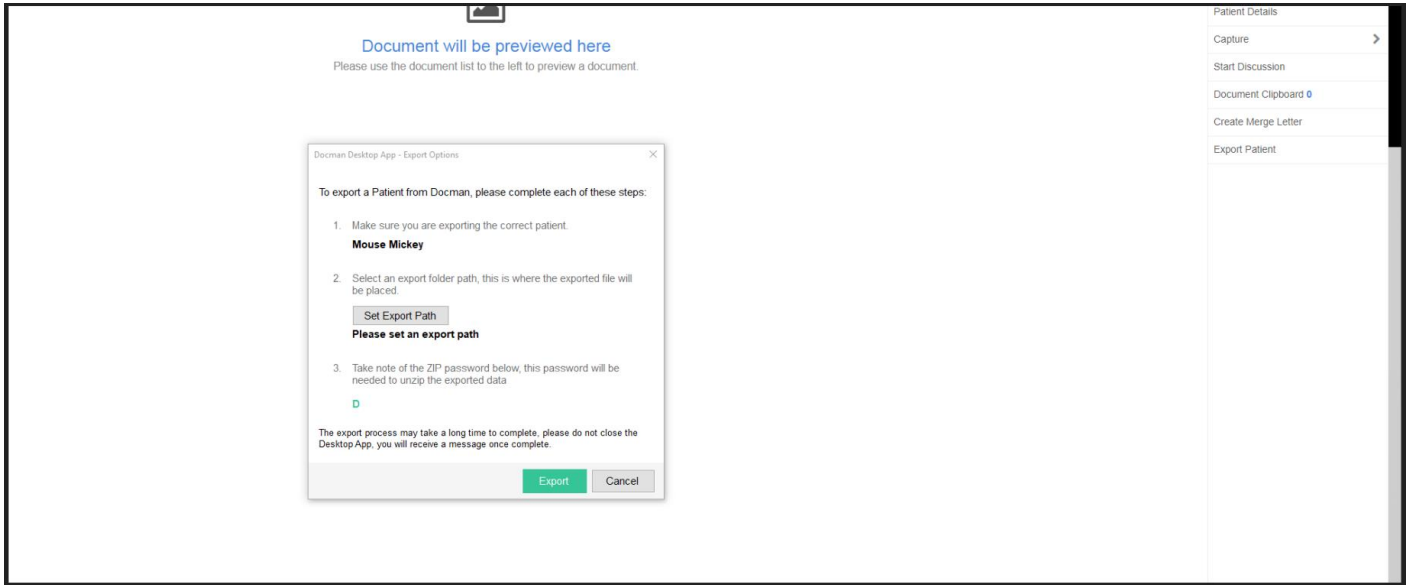 Document will be previewed here
Please use the document list to the left to preview a document.
Patient Details
Capture
Start Discussion
Document Clipboard 0
Create Merge Letter
Export Patient
Docman Desktop App - Export Options
To export a Patient from Docman, please complete each of these steps:
1. Make sure you are exporting the correct patient.
Mouse Mickey
2. Select an export folder path, this is where the exported file will
be placed.
Set Export Path
Please set an export path
3. Take note of the ZIP password below, this password will be
needed to unzip the exported data
D
The export process may take a long time to complete, please do not close the
Desktop App, you will receive a message once complete.
Export
Cancel